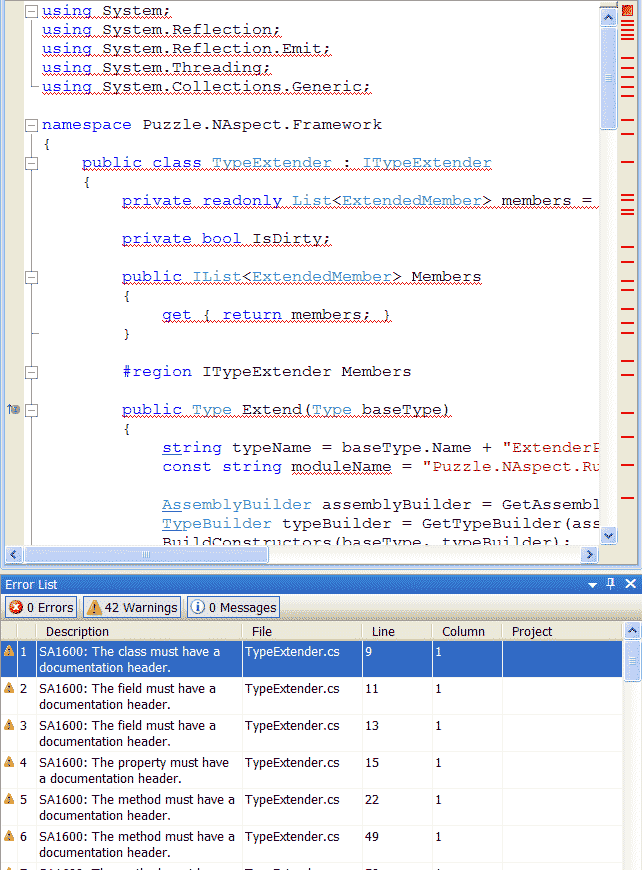 using System;
using System.Reflection;
using System.Reflection.Emit;
using System.Threading;
using System.Collections.Generic;
namespace Puzzle.NAspect.Framework
{
public class TypeExtender : ITypeExtender
{
private readonly List<ExtendedMember> members =
private bool IsDirty;
public IList<ExtendedMember> Members
{
get { return members; }
}
#region ITypeExtender Members
public Type Extend(Type baseType)
{
string typeName = baseType.Name + "ExtenderP
const string moduleName = "Puzzle.NAspect.Ru
AssemblyBuilder assemblyBuilder = GetAssembl
TypeBuilder typeBuilder = GetTypeBuilder(ass
BuildConstructors(baseType, typeBuilder);
Error List
0 Errors 42 Warnings 0 Messages
Description File Line Column Project
1 SA1600: The class must have a TypeExtender.cs 9 1
documentation header.
2 SA1600: The field must have a TypeExtender.cs 11 1
documentation header.
3 SA1600: The field must have a TypeExtender.cs 13 1
documentation header.
4 SA1600: The property must have TypeExtender.cs 15 1
a documentation header.
5 SA1600: The method must have a TypeExtender.cs 22 1
documentation header.
6 SA1600: The method must have a TypeExtender.cs 49 1
documentation header.